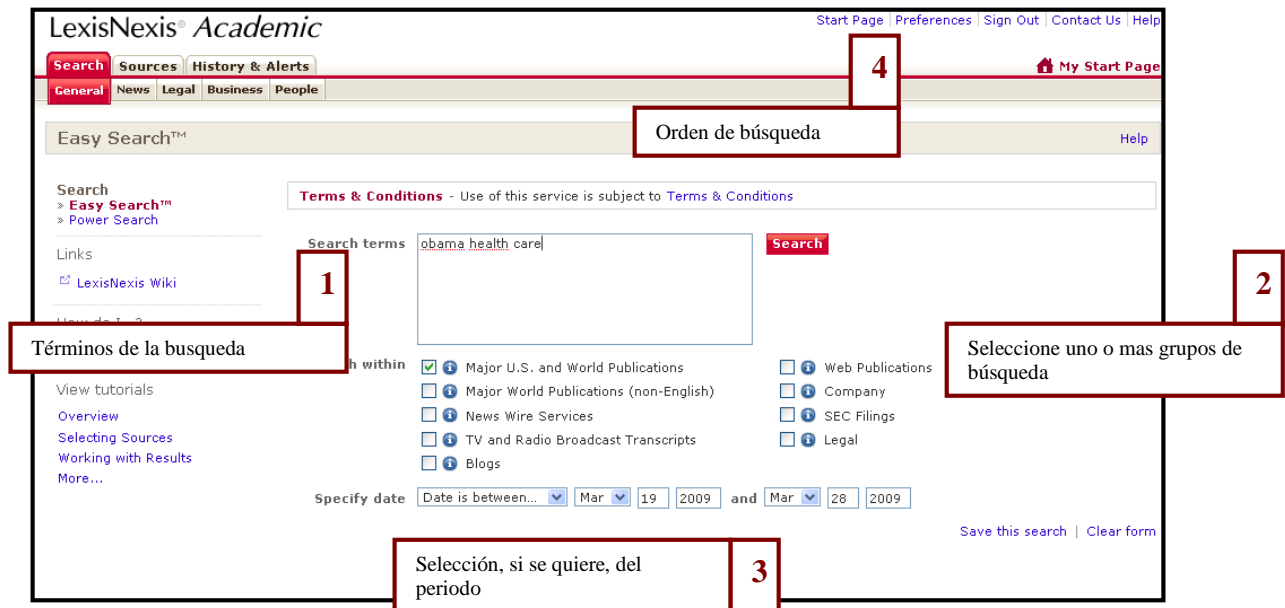 LexisNexis® Academic
Start Page | Preferences | Sign Out | Contact Us | Help
Search Sources History & Alerts
My Start Page
General News Legal Business People
4
Orden de búsqueda
Easy Search™
Help
Search
» Easy Search™
» Power Search
Links
LexisNexis Wiki
1
Términos de la busqueda
View tutorials
Overview
Selecting Sources
Working with Results
More...
Terms & Conditions - Use of this service is subject to Terms & Conditions
Search terms
obama health care
Search
2
Seleccione uno o mas grupos de
búsqueda
within
Major U.S. and World Publications
Major World Publications (non-English)
News Wire Services
TV and Radio Broadcast Transcripts
Blogs
Web Publications
Company
SEC Filings
Legal
Specify date Date is between... Mar 19 2009 and Mar 28 2009
Save this search | Clear form
Selección, si se quiere, del
periodo
3